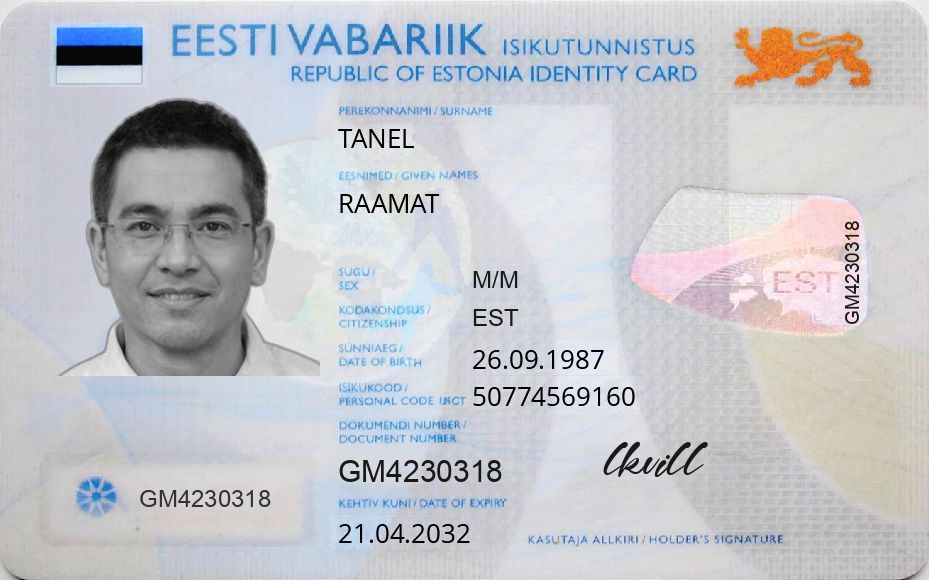 EESTI VABARIIK ISIKUTUNNISTUS
REPUBLIC OF ESTONIA IDENTITY CARD
PEREKONNANIMI / SURNAME
TANEL
EESNIMED / GIVEN NAMES
RAAMAT
SUGU /
SEX
M/M
KODAKONDSUS /
CITIZENSHIP
EST
SÜNNIAEG /
DATE OF BIRTH
26.09.1987
ISIKUKOOD /
PERSONAL CODE
50774569160
DOKUMENDI NUMBER /
DOCUMENT NUMBER
GM4230318
KEHTIV KUNI / DATE OF EXPIRY
21.04.2032
GM4230318
EST
GM4230318
KASUTAJA ALLKIRI / HOLDER'S SIGNATURE